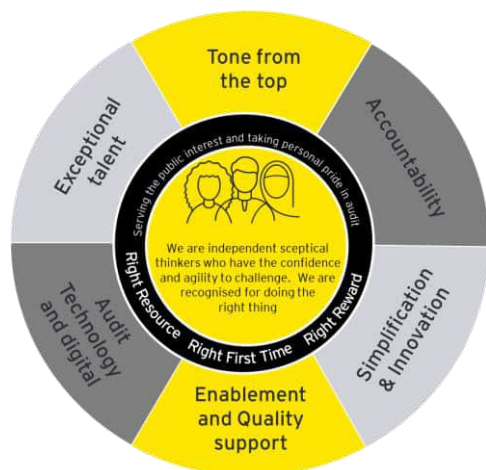 Tone from
the top
Accountability
Simplification
& Innovation
Enablement
and Quality
support
Audit
Technology
and digital
Exceptional
talent
Serving the public interest and taking personal pride in audit
We are independent sceptical
thinkers who have the confidence
and agility to challenge. We are
recognised for doing the
right thing
Right Resource
Right First Time
Right Reward